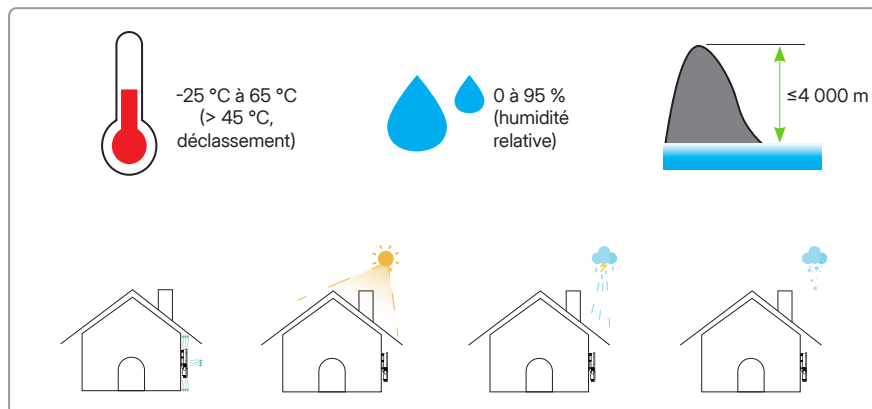 -25 °C à 65 °C
(> 45 °C,
déclassement)
0 à 95 %
(humidité
relative)
≤4 000 m